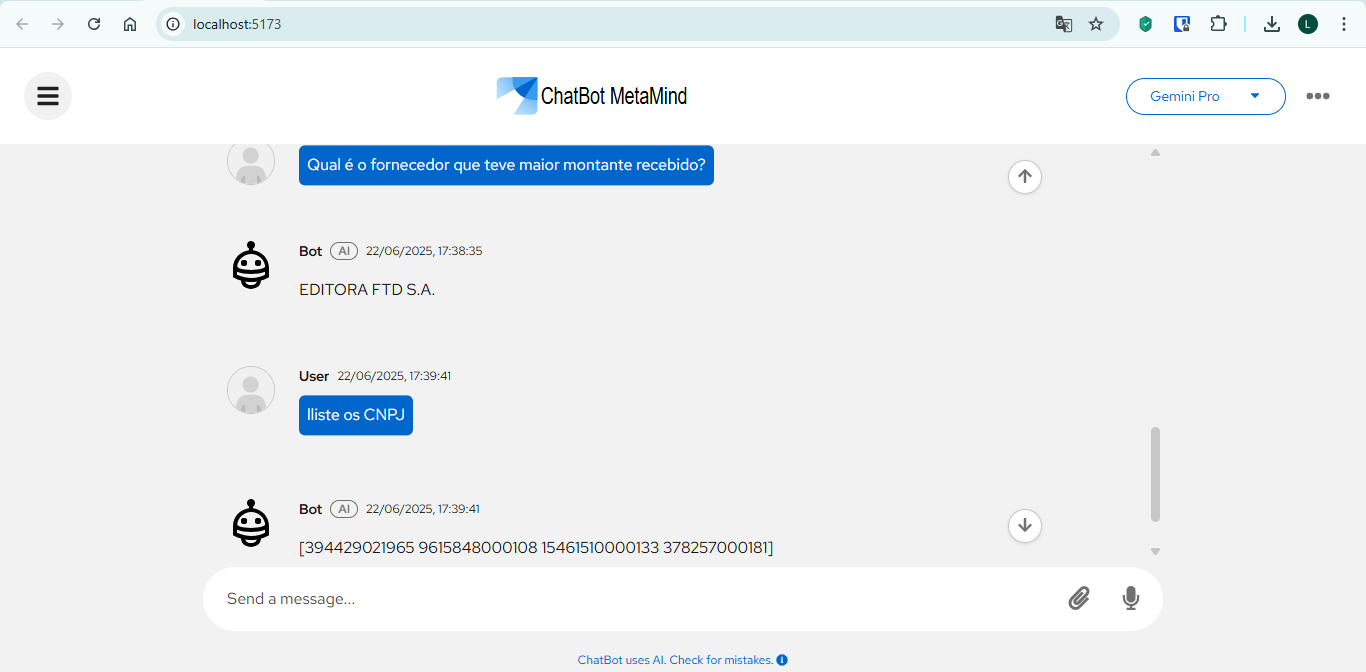 localhost:5173
L
ChatBot MetaMind
Gemini Pro
Qual é o fornecedor que teve maior montante recebido?
Bot AI 22/06/2025, 17:38:35
EDITORA FTD S.A.
User 22/06/2025, 17:39:41
lliste os CNPJ
Bot AI 22/06/2025, 17:39:41
[394429021965 9615848000108 15461510000133 378257000181]
Send a message...
ChatBot uses AI. Check for mistakes.